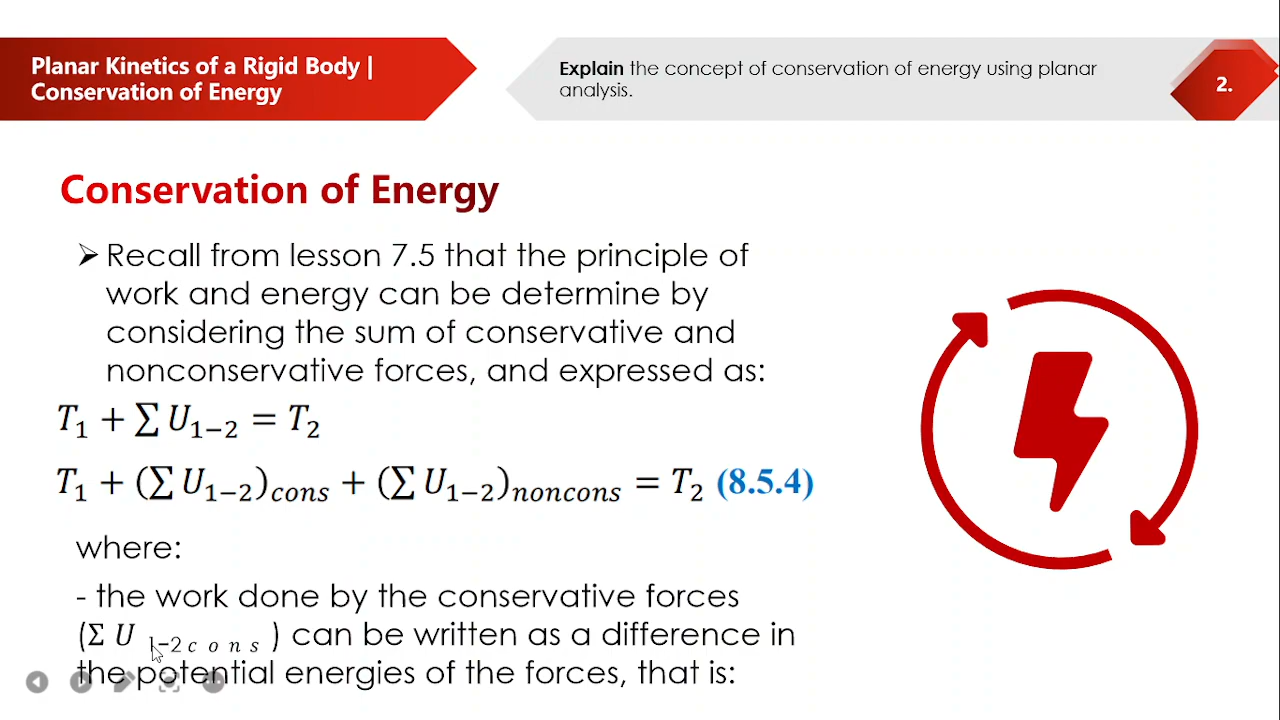 Planar Kinetics of a Rigid Body |
Conservation of Energy
Explain the concept of conservation of energy using planar
analysis.
2.
Conservation of Energy
➢ Recall from lesson 7.5 that the principle of
work and energy can be determine by
considering the sum of conservative and
nonconservative forces, and expressed as:
T₁ + ∑ U₁₋₂ = T₂
T₁ + (∑ U₁₋₂)cons + (∑ U₁₋₂)noncons = T₂ (8.5.4)
where:
- the work done by the conservative forces
(Σ U 1−2 c o n s ) can be written as a difference in
the potential energies of the forces, that is: